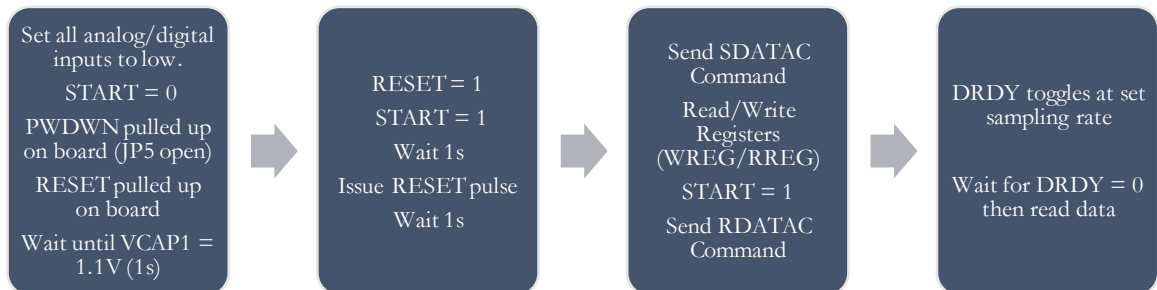 Set all analog/digital
inputs to low.
START = 0
PWDWN pulled up
on board (JP5 open)
RESET pulled up
on board
Wait until VCAP1 =
1.1V (1s)
RESET = 1
START = 1
Wait 1s
Issue RESET pulse
Wait 1s
Send SDATAC
Command
Read/Write
Registers
(WREG/RREG)
START = 1
Send RDATAC
Command
DRDY toggles at set
sampling rate
Wait for DRDY = 0
then read data